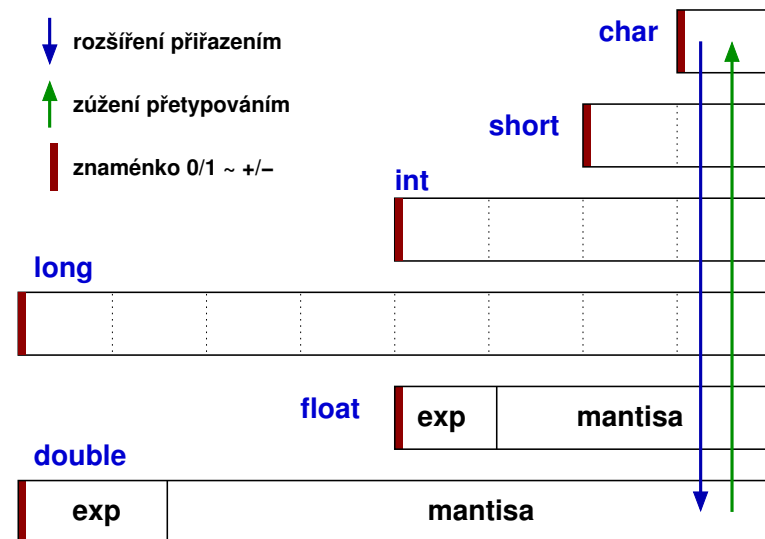 rozšíření přiřazením
char
zúžení přetypováním
short
znaménko 0/1 ~ +/−
int
long
float
exp
mantisa
double
exp
mantisa